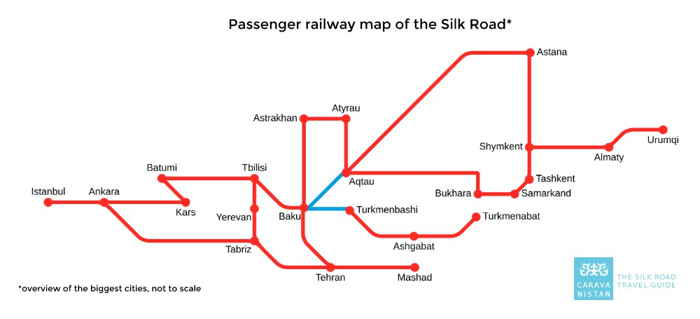 Passenger railway map of the Silk Road*
Astana
Atyrau
Astrakhan
Urumqi
Shymkent
Almaty
Batumi
Tbilisi
Aqtau
Tashkent
Istanbul
Ankara
Bukhara
Samarkand
Kars
Yerevan
Baku
Turkmenbashi
Turkmenabat
Tabriz
Ashgabat
Tehran
Mashad
*overview of the biggest cities, not to scale
CARAVA
NISTAN
THE SILK ROAD
TRAVEL GUIDE